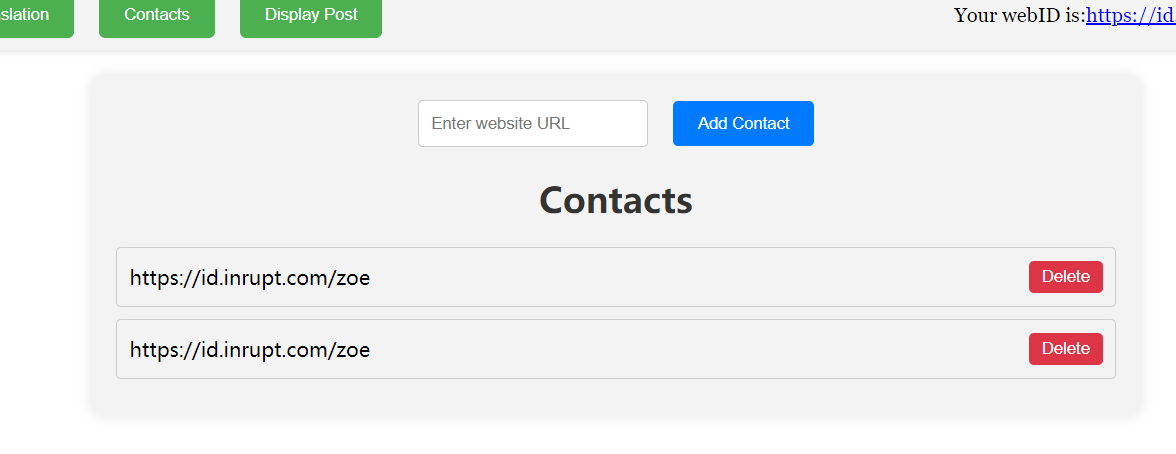 slation Contacts Display Post Your webID is:https://id.
Enter website URL Add Contact
Contacts
https://id.inrupt.com/zoe Delete
https://id.inrupt.com/zoe Delete